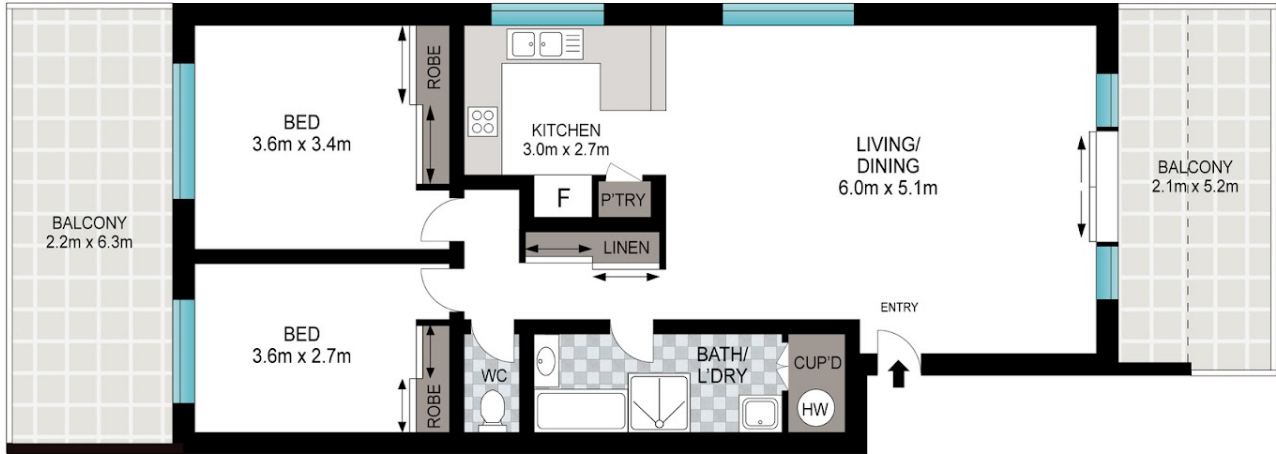 BED
3.6m x 3.4m
ROBE
KITCHEN
3.0m x 2.7m
F
P'TRY
LINEN
LIVING/
DINING
6.0m x 5.1m
BALCONY
2.1m x 5.2m
BALCONY
2.2m x 6.3m
ENTRY
BED
3.6m x 2.7m
ROBE
WC
BATH/
L'DRY
CUP'D
HW